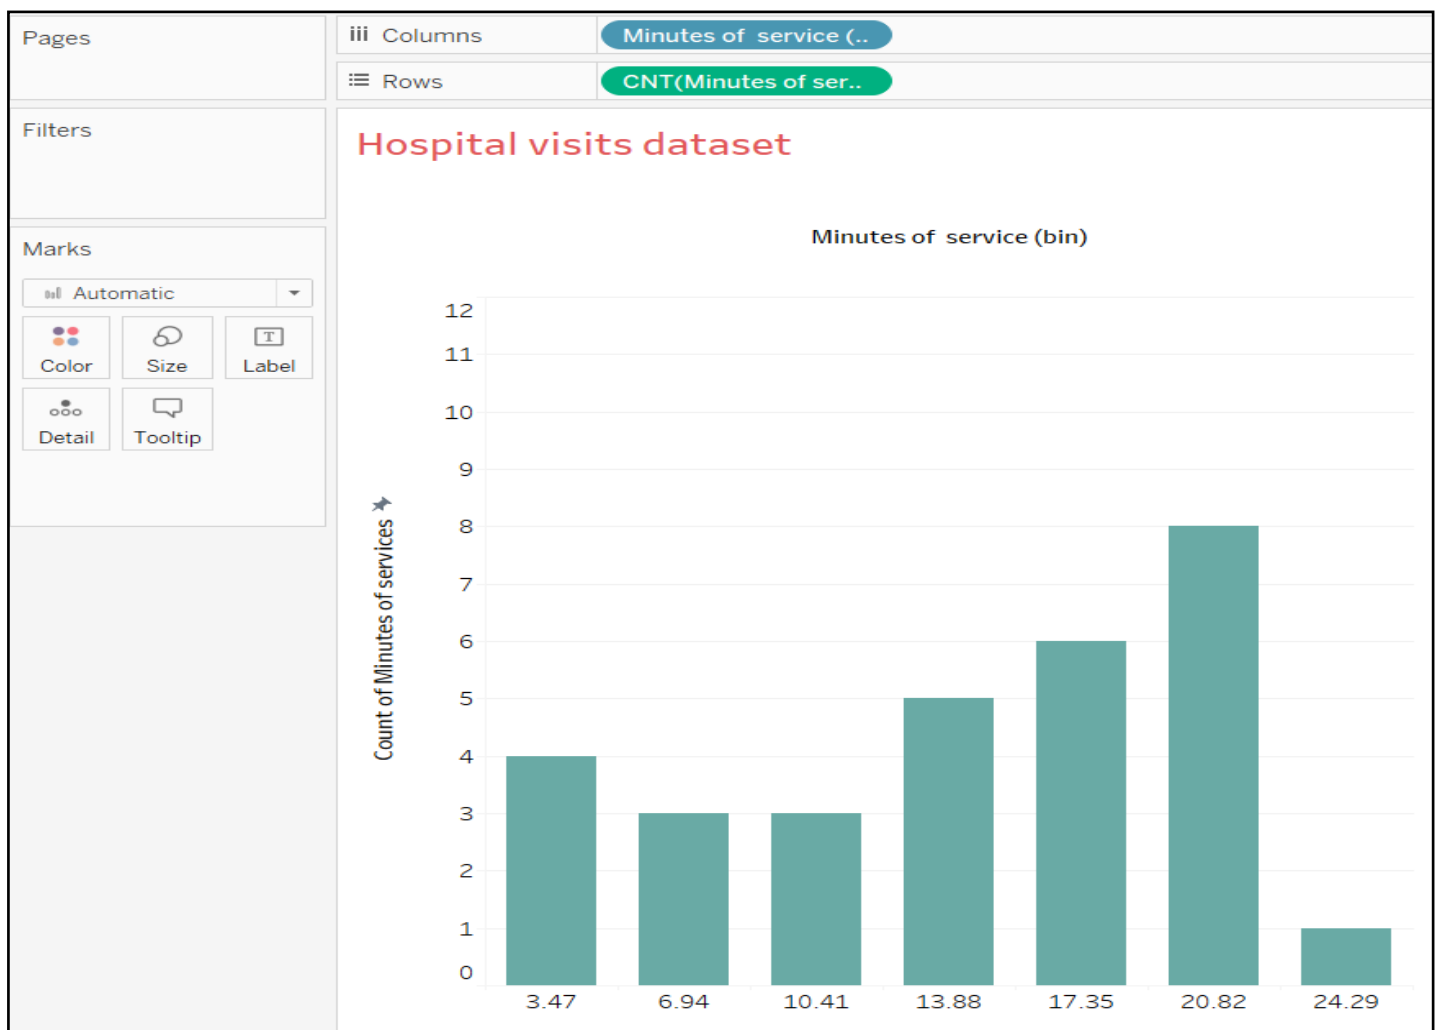 Pages
iii Columns
Minutes of service (..
Rows
CNT(Minutes of ser..
Filters
Hospital visits dataset
Marks
Automatic
Color
Size
T
Label
Detail
Tooltip
Minutes of service (bin)
Count of Minutes of services
12
11
10
9
8
7
6
5
4
3
2
1
0
3.47 6.94 10.41 13.88 17.35 20.82 24.29